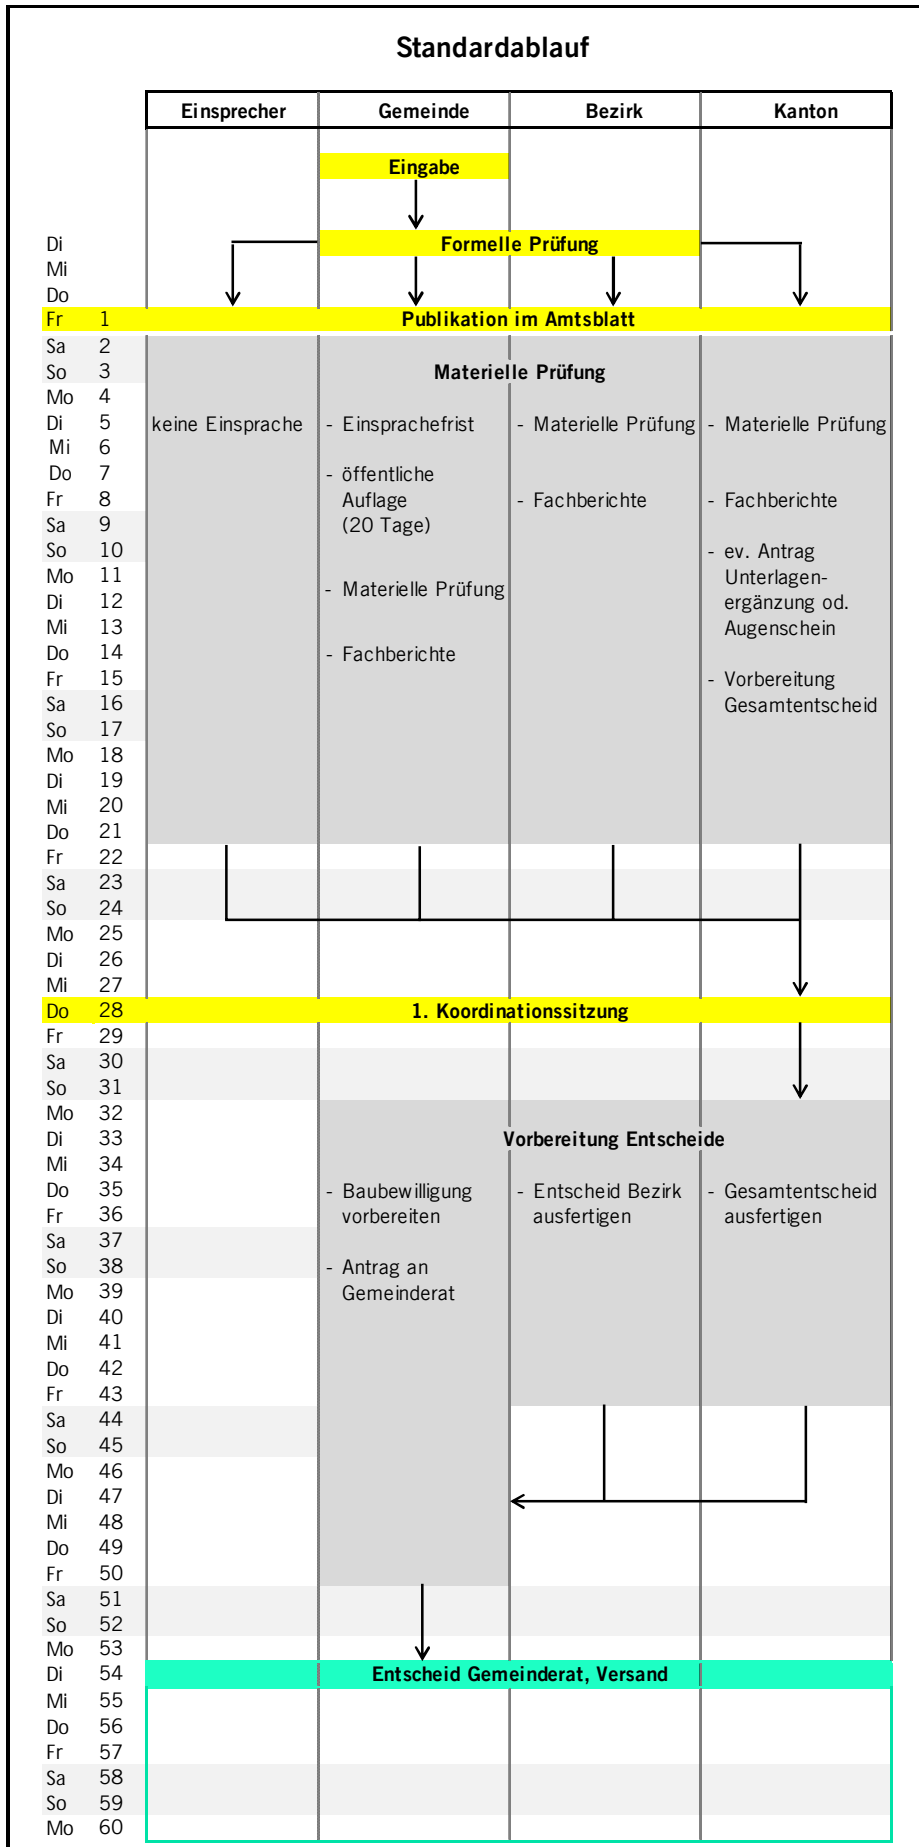 Standardablauf
Einsprecher Gemeinde Bezirk Kanton
Eingabe
Di Formelle Prüfung
Mi
Do
Fr 1 Publikation im Amtsblatt
Sa 2
So 3 Materielle Prüfung
Mo 4
Di 5 keine Einsprache - Einsprachefrist - Materielle Prüfung - Materielle Prüfung
Mi 6
Do 7 - öffentliche
Fr 8 Auflage - Fachberichte - Fachberichte
Sa 9 (20 Tage)
So 10 - ev. Antrag
Mo 11 - Materielle Prüfung Unterlagen-
Di 12 ergänzung od.
Mi 13 Augenschein
Do 14 - Fachberichte
Fr 15 - Vorbereitung
Sa 16 Gesamtentscheid
So 17
Mo 18
Di 19
Mi 20
Do 21
Fr 22
Sa 23
So 24
Mo 25
Di 26
Mi 27
Do 28 1. Koordinationssitzung
Fr 29
Sa 30
So 31
Mo 32
Di 33 Vorbereitung Entscheide
Mi 34
Do 35 - Baubewilligung - Entscheid Bezirk - Gesamtentscheid
Fr 36 vorbereiten ausfertigen ausfertigen
Sa 37
So 38 - Antrag an
Mo 39 Gemeinderat
Di 40
Mi 41
Do 42
Fr 43
Sa 44
So 45
Mo 46
Di 47
Mi 48
Do 49
Fr 50
Sa 51
So 52
Mo 53
Di 54 Entscheid Gemeinderat, Versand
Mi 55
Do 56
Fr 57
Sa 58
So 59
Mo 60